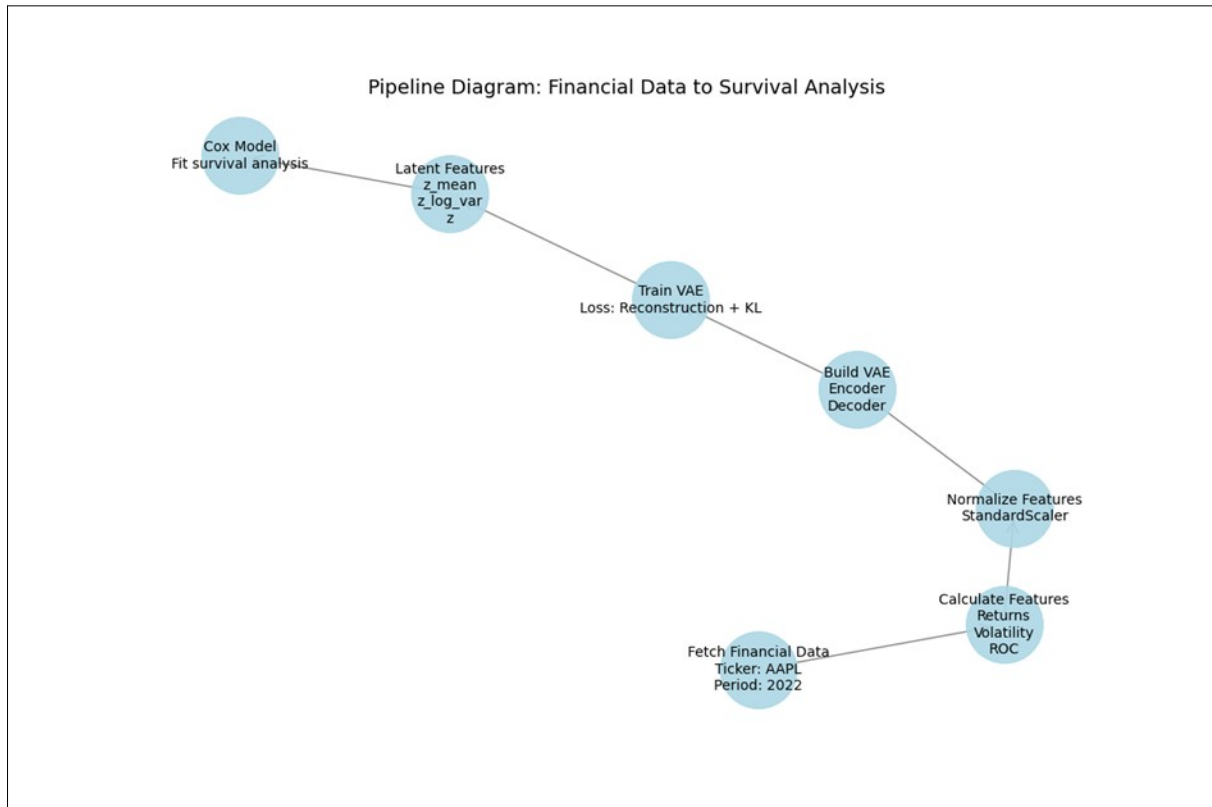 Pipeline Diagram: Financial Data to Survival Analysis
Cox Model
Fit survival analysis
Latent Features
z_mean
z_log_var
z
Train VAE
Loss: Reconstruction + KL
Build VAE
Encoder
Decoder
Normalize Features
StandardScaler
Calculate Features
Returns
Volatility
ROC
Fetch Financial Data
Ticker: AAPL
Period: 2022